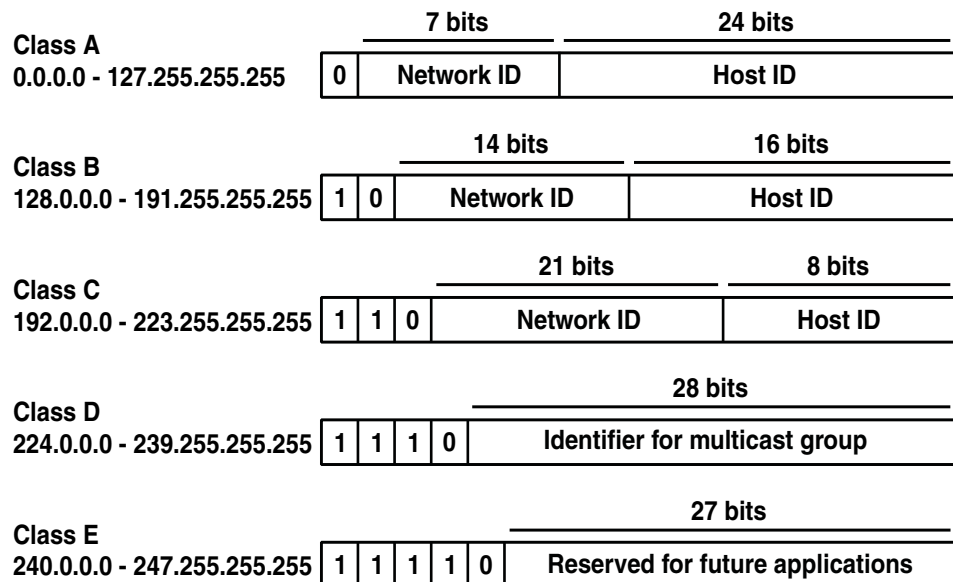 7 bits 24 bits
Class A
0.0.0.0 - 127.255.255.255 0 Network ID Host ID
14 bits 16 bits
Class B
128.0.0.0 - 191.255.255.255 1 0 Network ID Host ID
21 bits 8 bits
Class C
192.0.0.0 - 223.255.255.255 1 1 0 Network ID Host ID
28 bits
Class D
224.0.0.0 - 239.255.255.255 1 1 1 0 Identifier for multicast group
27 bits
Class E
240.0.0.0 - 247.255.255.255 1 1 1 1 0 Reserved for future applications